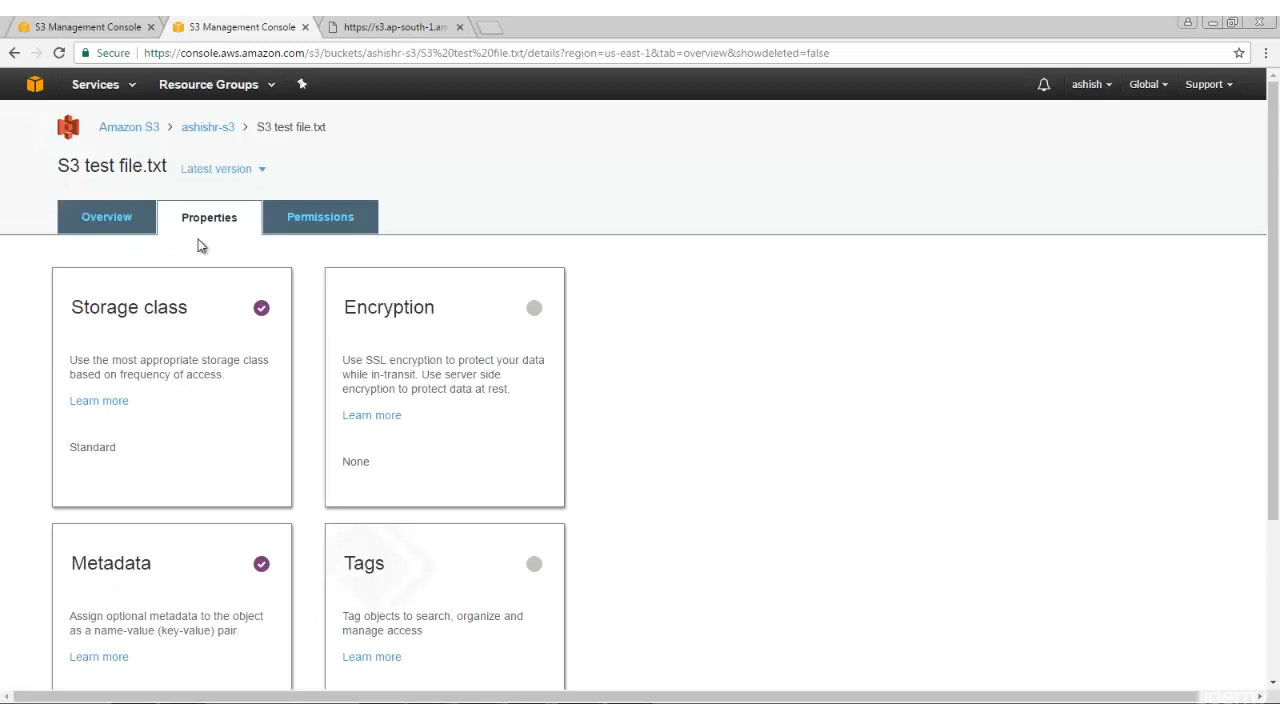 S3 Management Console
S3 Management Console
https://s3.ap-south-1.am
Secure
https://console.aws.amazon.com/s3/buckets/ashishr-s3/S3%20test%20file.txt/details?region=us-east-1&tab=overview&showdeleted=false
Services
Resource Groups
ashish
Global
Support
Amazon S3 > ashishr-s3 > S3 test file.txt
S3 test file.txt
Latest version
Overview
Properties
Permissions
Storage class
Use the most appropriate storage class
based on frequency of access.
Learn more
Standard
Encryption
Use SSL encryption to protect your data
while in-transit. Use server side
encryption to protect data at rest.
Learn more
None
Metadata
Assign optional metadata to the object
as a name-value (key-value) pair.
Learn more
Tags
Tag objects to search, organize and
manage access
Learn more